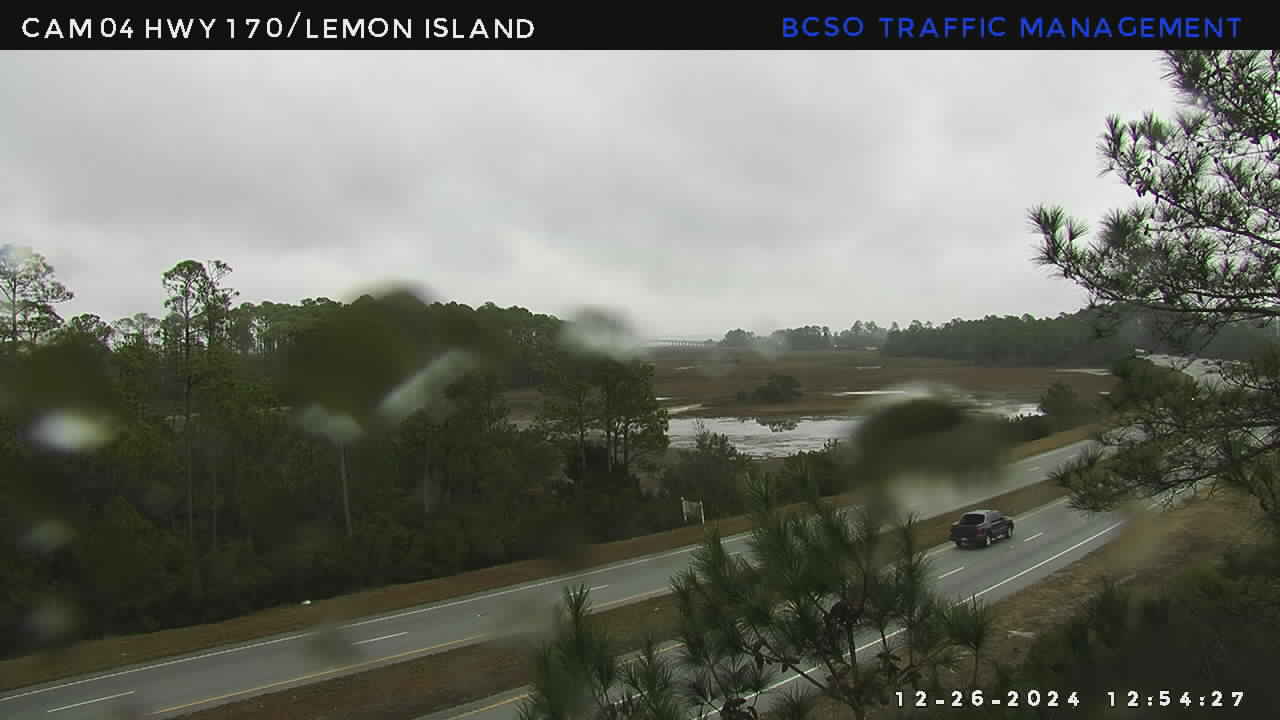 CAM04 HWY 170/LEMON ISLAND
BCSO TRAFFIC MANAGEMENT
12-26-2024 12:54:27